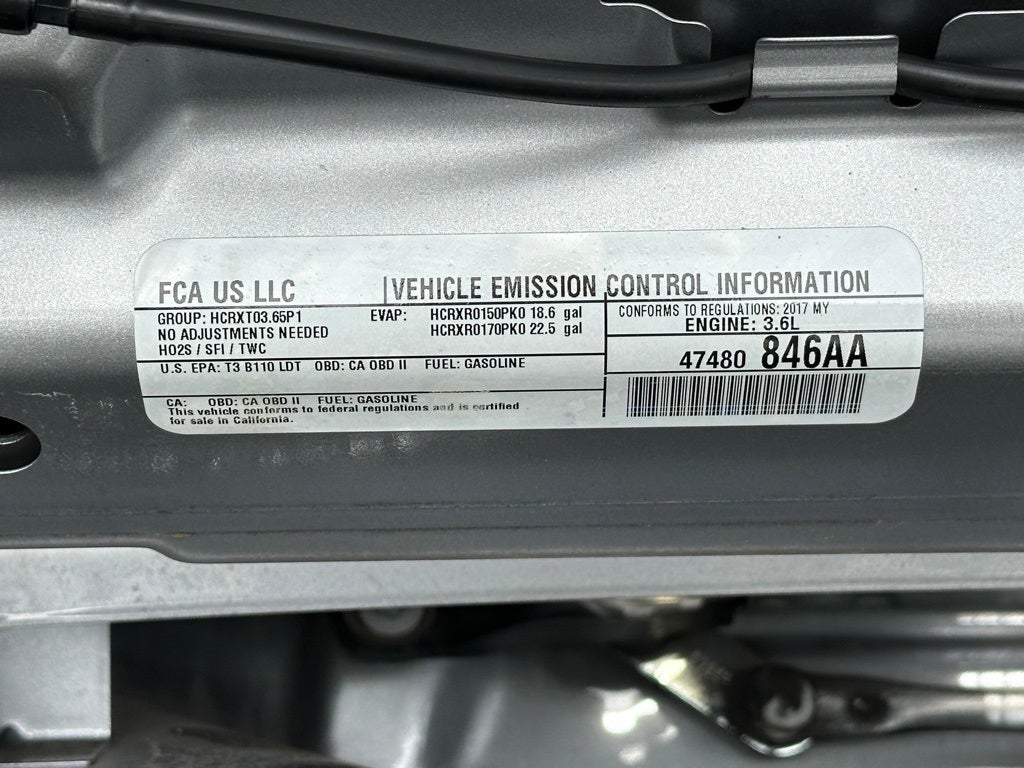 FCA US LLC
VEHICLE EMISSION CONTROL INFORMATION
GROUP: HCRXT03.65P1
NO ADJUSTMENTS NEEDED
HO2S / SFI / TWC
EVAP: HCRXR0150PK0 18.6 gal
HCRXR0170PK0 22.5 gal
U.S. EPA: T3 B110 LDT OBD: CA OBD II FUEL: GASOLINE
CA: OBD: CA OBD II FUEL: GASOLINE
This vehicle conforms to federal regulations and is certified
for sale in California.
CONFORMS TO REGULATIONS: 2017 MY
ENGINE: 3.6L
47480 846AA